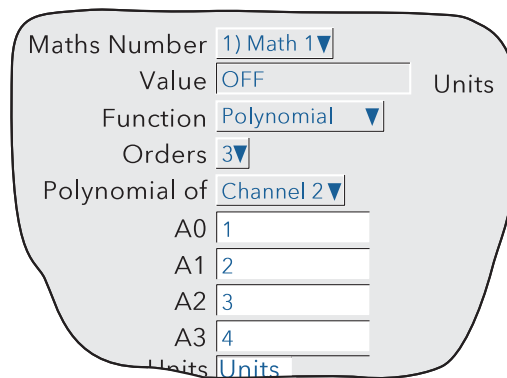 Maths Number 1) Math 1▼
Value OFF Units
Function Polynomial ▼
Orders 3▼
Polynomial of Channel 2▼
A0 1
A1 2
A2 3
A3 4
Units Units